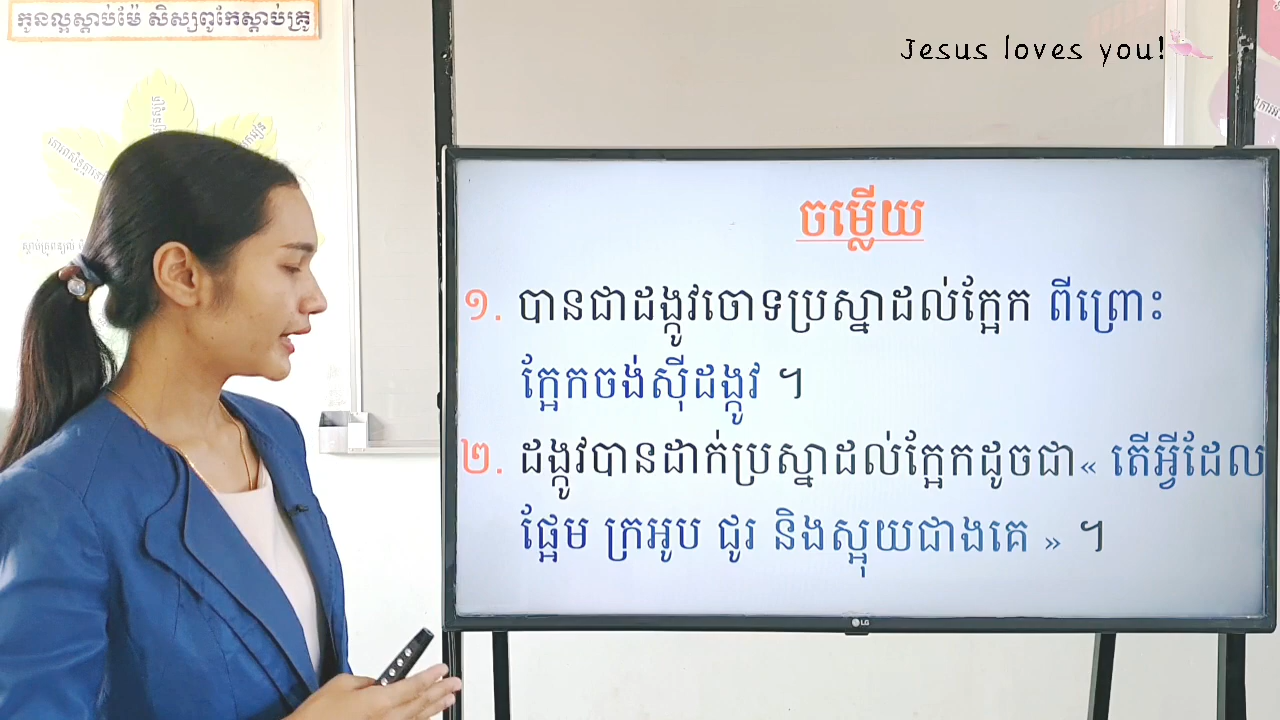 កូនល្អស្ដាប់ម៉ែ សិស្សពូកែស្ដាប់គ្រូ
Jesus loves you!
ចម្លើយ
១. បានជាដង្កូវចោទប្រស្នាដល់ក្អែក ពីព្រោះ
ក្អែកចង់ស៊ីដង្កូវ ។
២. ដង្កូវបានដាក់ប្រស្នាដល់ក្អែកដូចជា« តើអ្វីដែល
ផ្អែម ក្រអូប ជូរ និងស្អុយជាងគេ » ។
LG